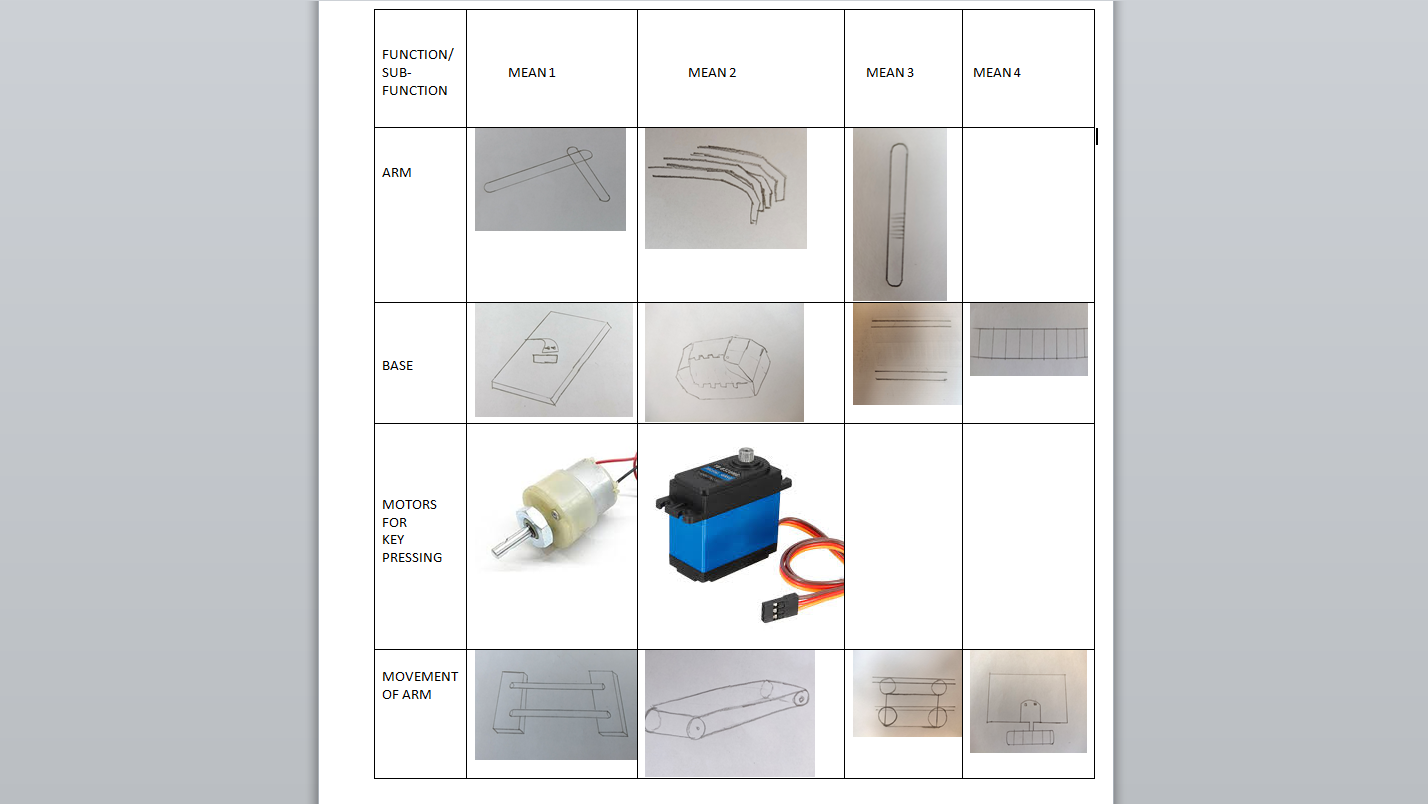 FUNCTION/
SUB-
FUNCTION
MEAN 1
MEAN 2
MEAN 3
MEAN 4
ARM
BASE
MOTORS
FOR
KEY
PRESSING
MOVEMENT
OF ARM